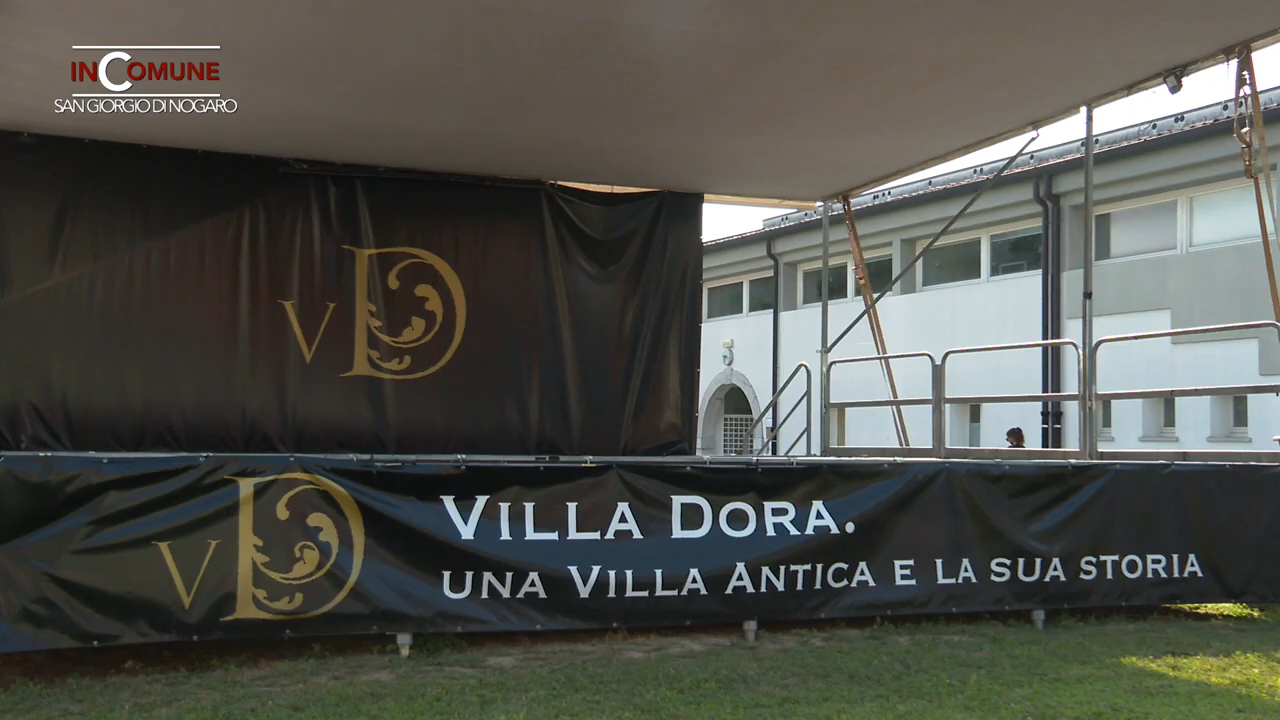 INCOMUNE
SAN GIORGIO DI NOGARO
VD
VD
VILLA DORA.
UNA VILLA ANTICA E LA SUA STORIA